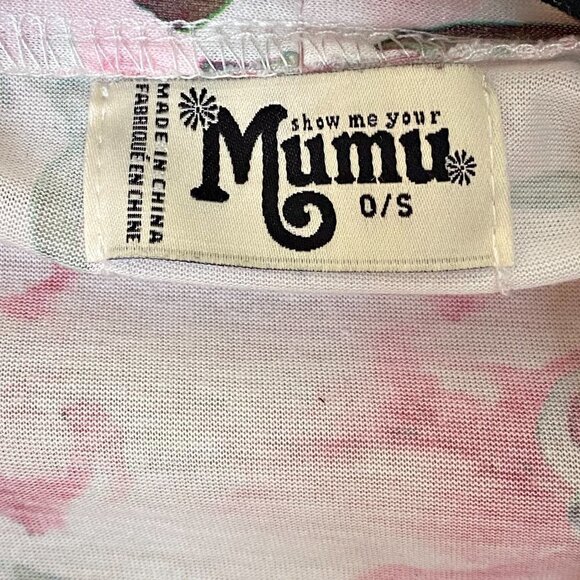 show me your
Mumu
O/S
MADE IN CHINA
FABRIQUÉ EN CHINE